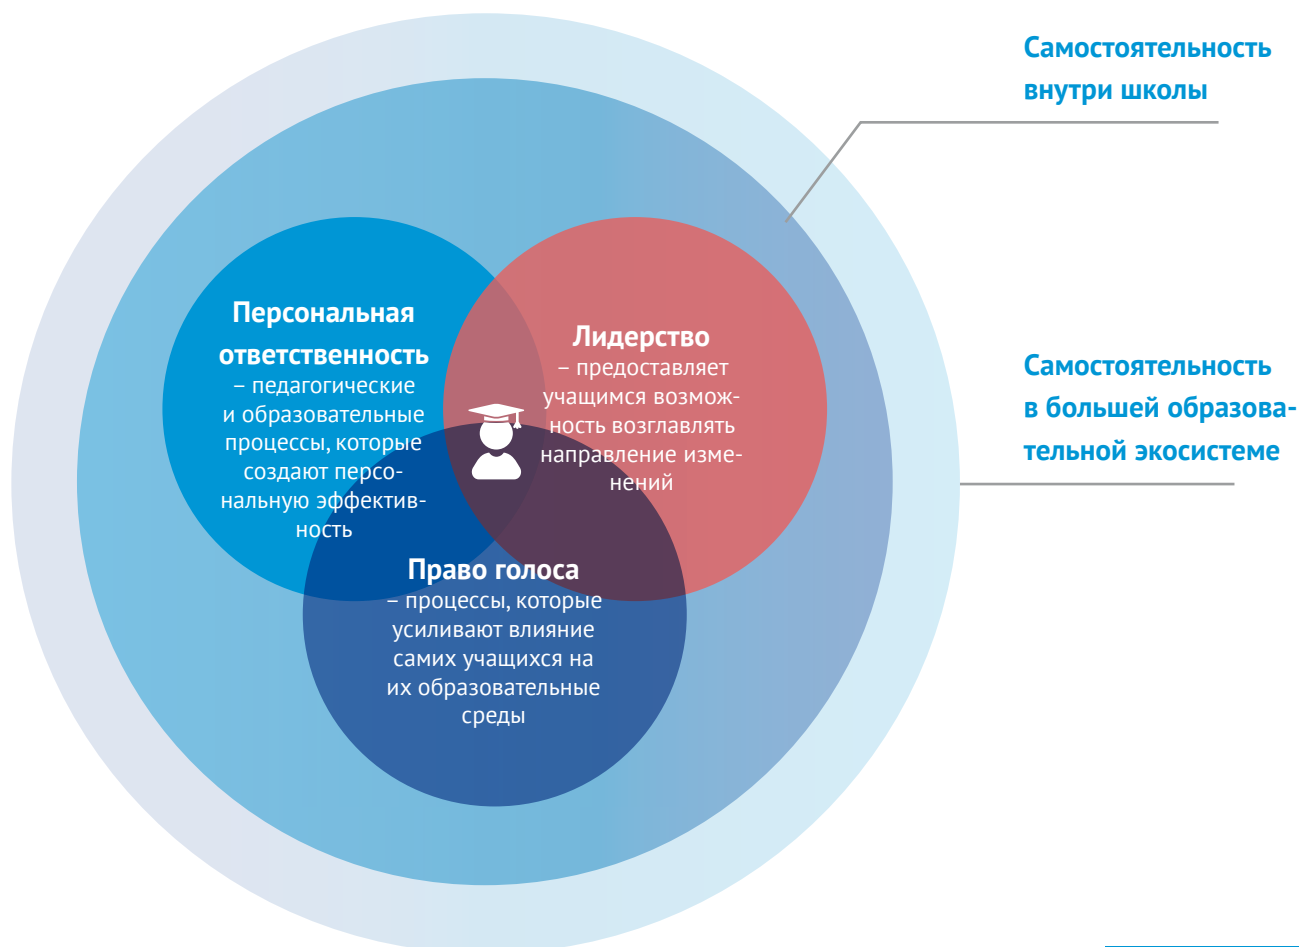 Самостоятельность
внутри школы
Персональная
ответственность
– педагогические
и образовательные
процессы, которые
создают персо-
нальную эффектив-
ность
Лидерство
– предоставляет
учащимся возмож-
ность возглавлять
направление изме-
нений
Самостоятельность
в большей образова-
тельной экосистеме
Право голоса
– процессы, которые
усиливают влияние
самих учащихся на
их образовательные
среды